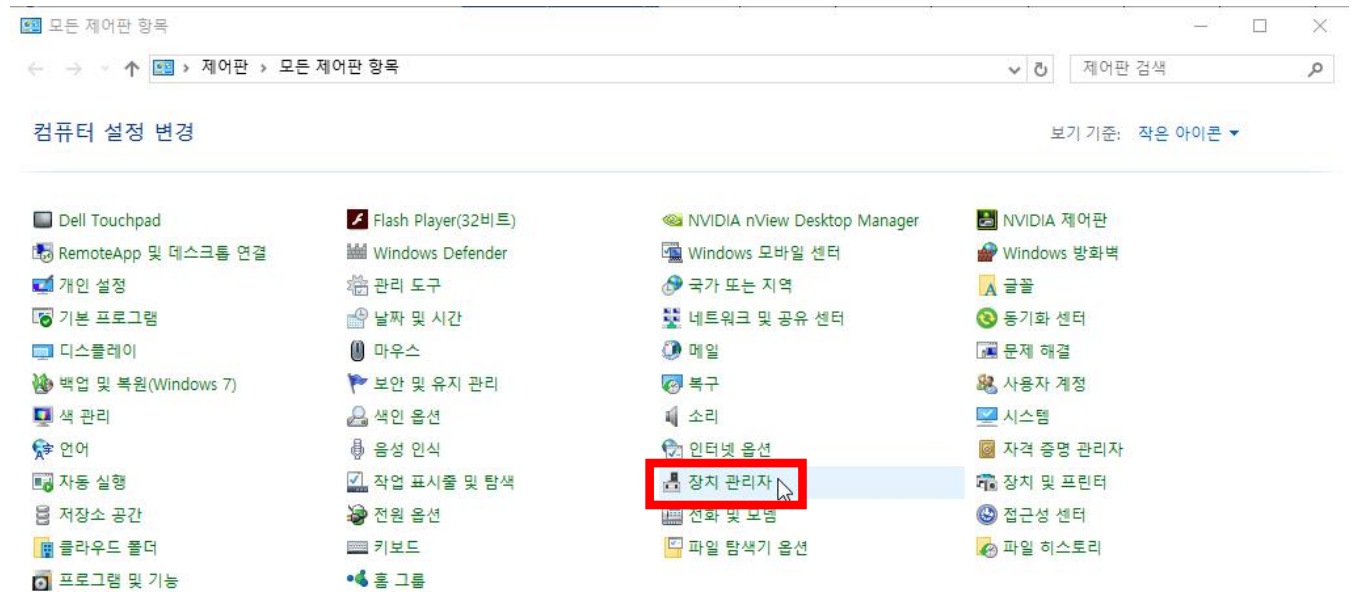 모든 제어판 항목
제어판 › 모든 제어판 항목
제어판 검색
컴퓨터 설정 변경
보기 기준: 작은 아이콘
Dell Touchpad
Flash Player(32비트)
NVIDIA nView Desktop Manager
NVIDIA 제어판
RemoteApp 및 데스크톱 연결
Windows Defender
Windows 모바일 센터
Windows 방화벽
개인 설정
관리 도구
국가 또는 지역
글꼴
기본 프로그램
날짜 및 시간
네트워크 및 공유 센터
동기화 센터
디스플레이
마우스
메일
문제 해결
백업 및 복원(Windows 7)
보안 및 유지 관리
복구
사용자 계정
색 관리
색인 옵션
소리
시스템
언어
음성 인식
인터넷 옵션
자격 증명 관리자
자동 실행
작업 표시줄 및 탐색
장치 관리자
장치 및 프린터
저장소 공간
전원 옵션
전화 및 모뎀
접근성 센터
클라우드 폴더
키보드
파일 탐색기 옵션
파일 히스토리
프로그램 및 기능
홈 그룹